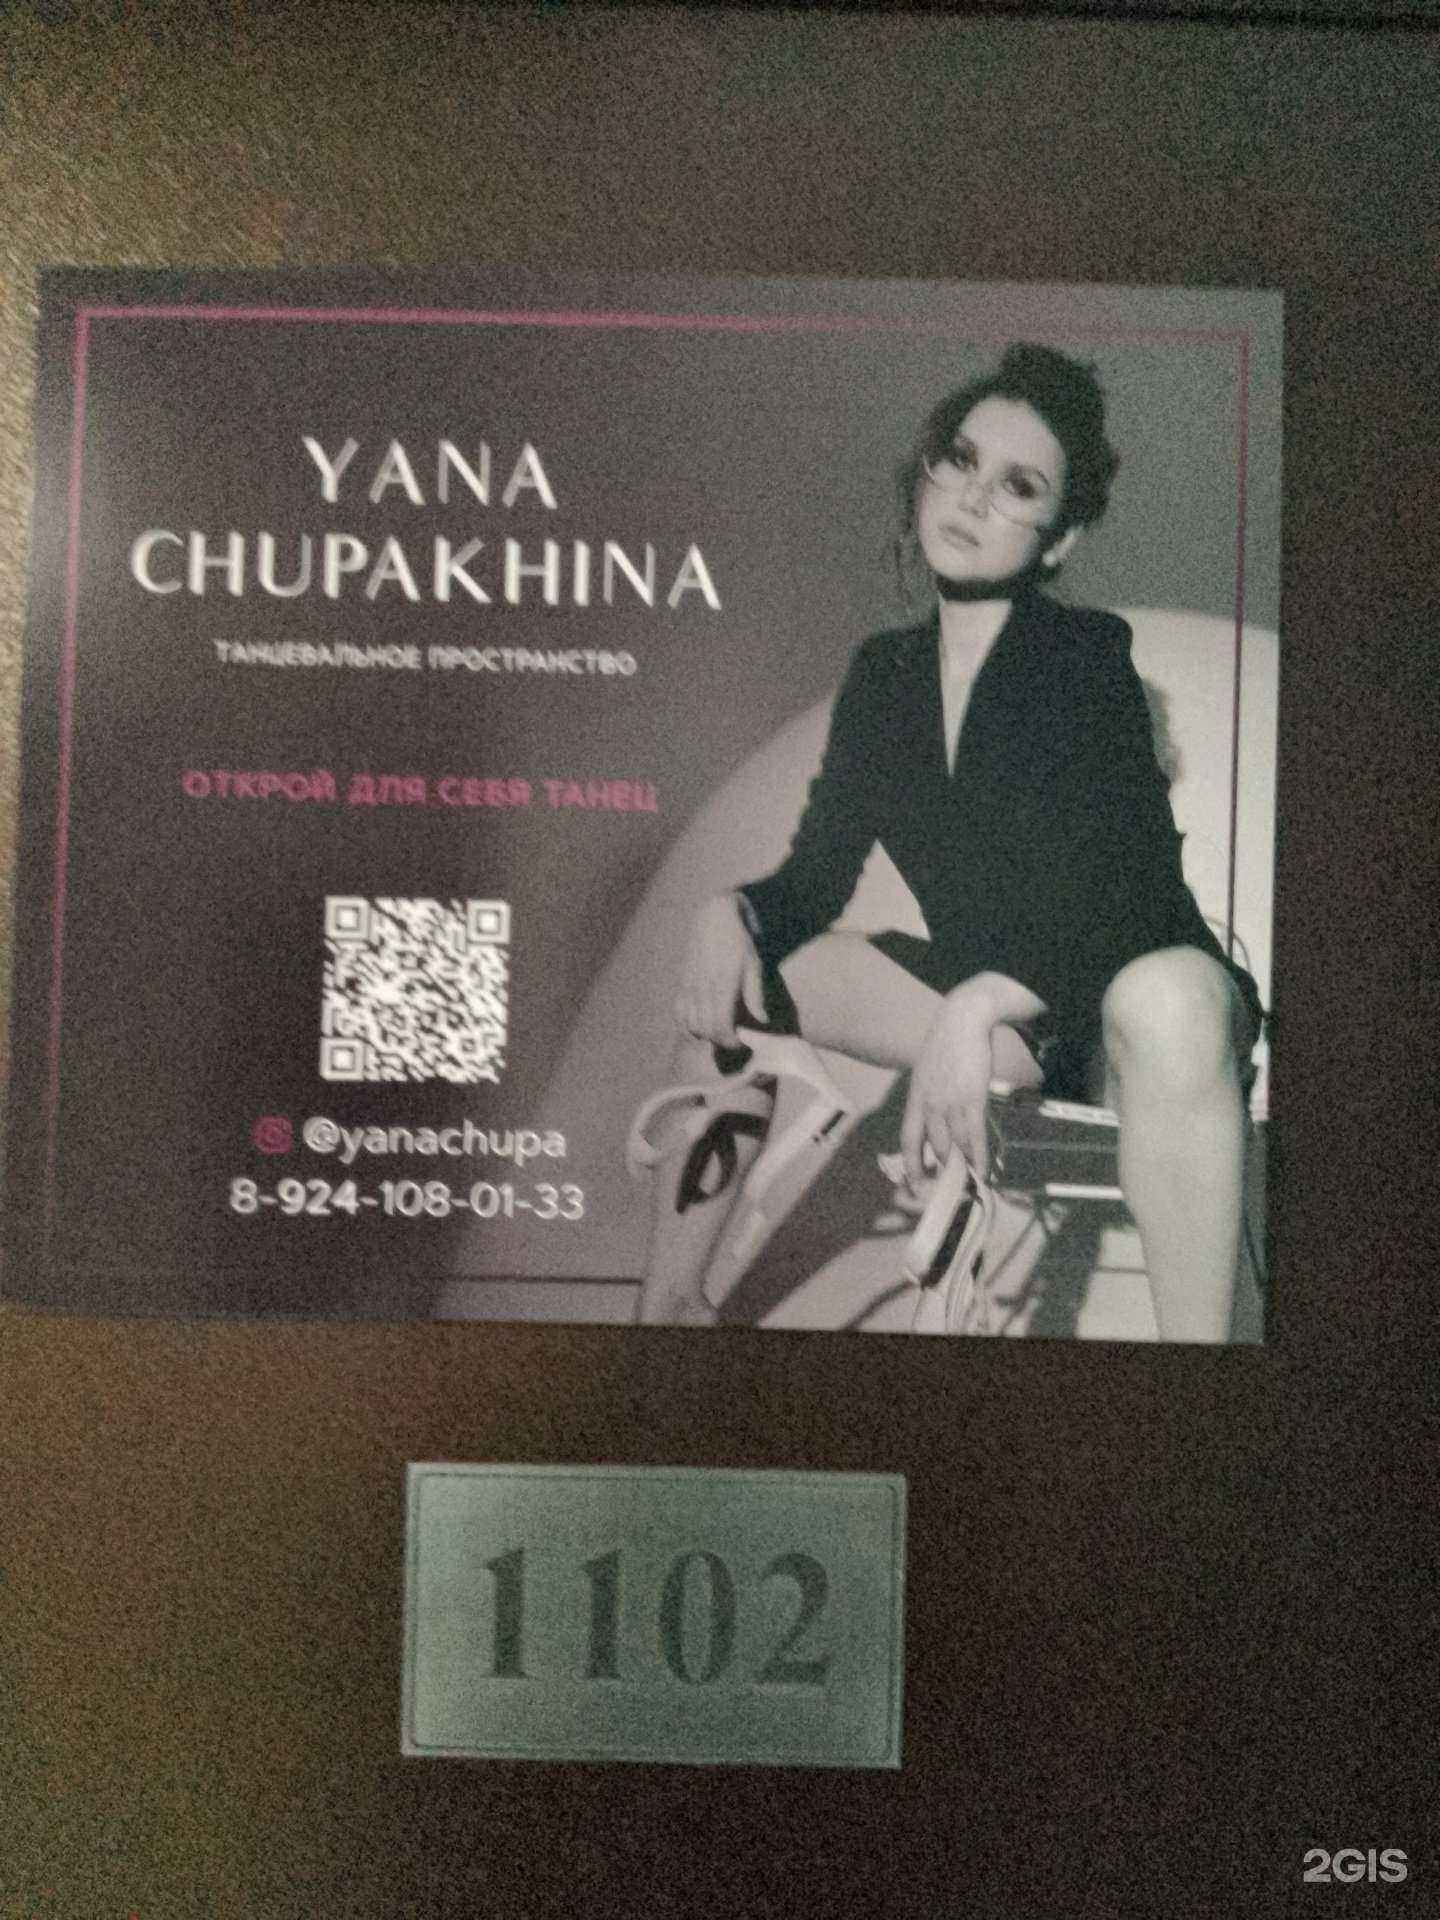 YANA
CHUPAKHINA
ТАНЦЕВАЛЬНОЕ ПРОСТРАНСТВО
ОТКРОЙ ДЛЯ СЕБЯ ТАНЕЦ
@yanachupa
8-924-108-01-33
1102
2GIS